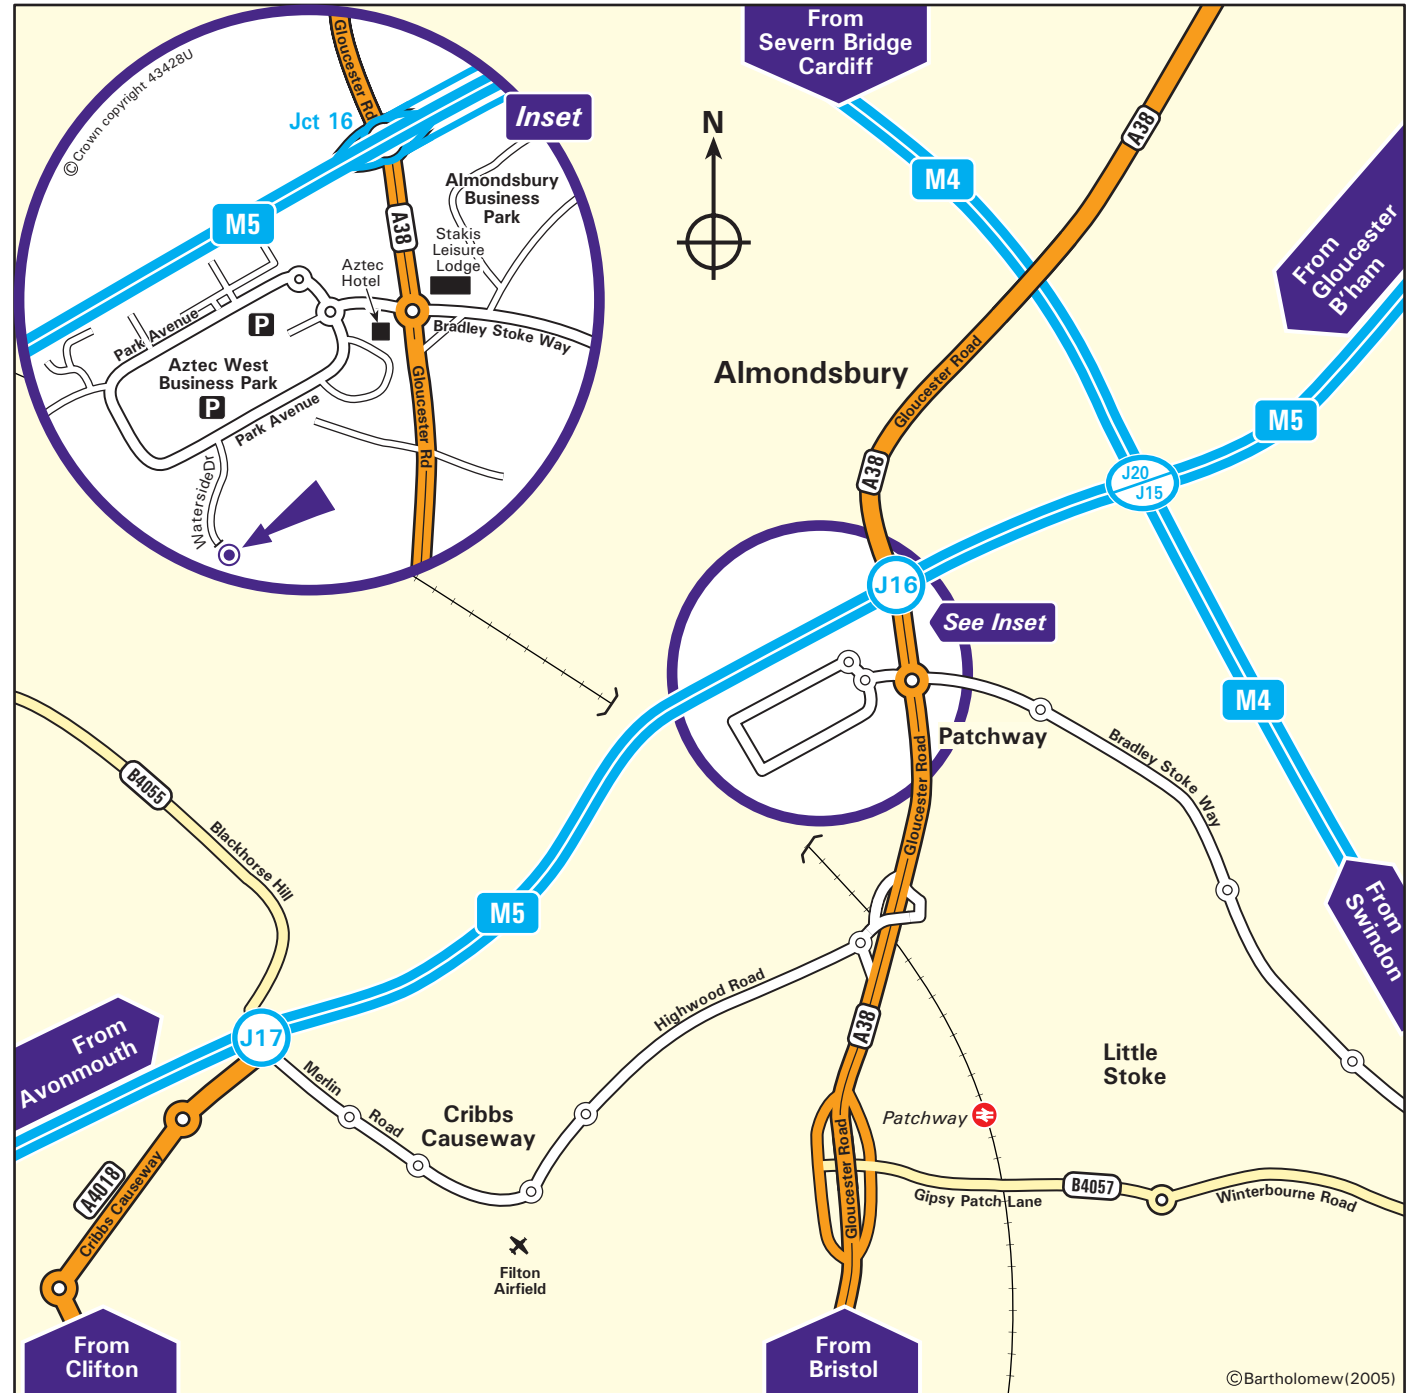 © Crown copyright 43428U
Gloucester Rd
Jct 16
Inset
M5
A38
Almondsbury
Business
Park
Stakis
Leisure
Lodge
Aztec
Hotel
Park Avenue
P
Bradley Stoke Way
Aztec West
Business Park
P
Park Avenue
Gloucester Rd
WatersideDr
From
Severn Bridge
Cardiff
N
M4
A38
From
Gloucester
B'ham
Almondsbury
Gloucester Road
M5
A38
J20
J15
J16
See Inset
M4
Patchway
Gloucester Road
Bradley Stoke Way
B4055
Blackhorse Hill
M5
From
Swindon
Highwood Road
A38
From
Avonmouth
J17
Merlin
Road
Cribbs
Causeway
Little
Stoke
Patchway
A4018
Cribbs Causeway
Gloucester Road
Gipsy Patch Lane
B4057
Winterbourne Road
Filton
Airfield
From
Clifton
From
Bristol
©Bartholomew(2005)